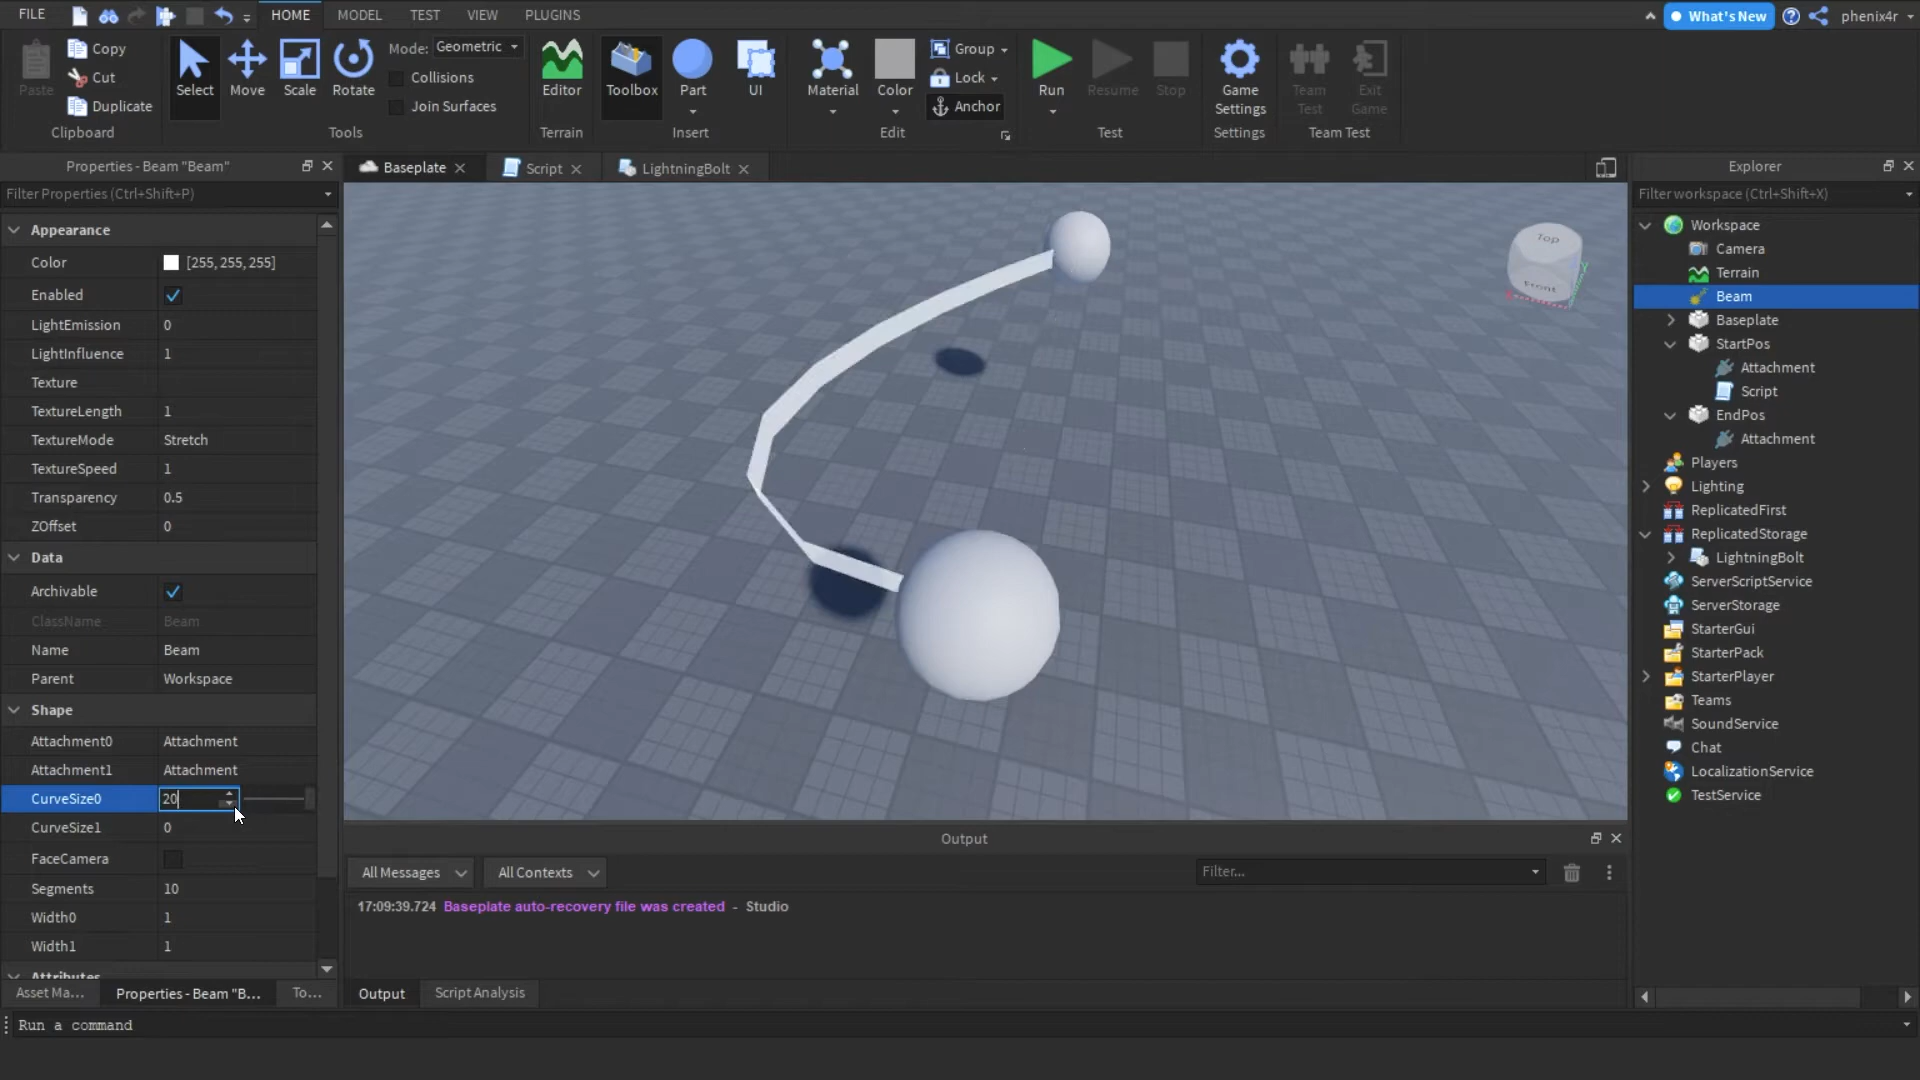 FILE
HOME
MODEL
TEST
VIEW
PLUGINS
What's New
phenix4r
Paste
Copy
Cut
Duplicate
Clipboard
Select
Move
Scale
Rotate
Mode: Geometric
Collisions
Join Surfaces
Tools
Editor
Terrain
Toolbox
Part
UI
Insert
Material
Color
Group
Lock
Anchor
Edit
Run
Resume
Stop
Test
Game
Settings
Settings
Team
Test
Exit
Game
Team Test
Properties - Beam "Beam"
Filter Properties (Ctrl+Shift+P)
Appearance
Color [255, 255, 255]
Enabled
LightEmission 0
LightInfluence 1
Texture
TextureLength 1
TextureMode Stretch
TextureSpeed 1
Transparency 0.5
ZOffset 0
Data
Archivable
ClassName Beam
Name Beam
Parent Workspace
Shape
Attachment0 Attachment
Attachment1 Attachment
CurveSize0 20
CurveSize1 0
FaceCamera
Segments 10
Width0 1
Width1 1
Attributes
Asset Ma...
Properties - Beam "B...
To...
Baseplate
Script
LightningBolt
Top
Front
Y
Output
All Messages
All Contexts
Filter...
17:09:39.724 Baseplate auto-recovery file was created - Studio
Output
Script Analysis
Explorer
Filter workspace (Ctrl+Shift+X)
Workspace
Camera
Terrain
Beam
Baseplate
StartPos
Attachment
Script
EndPos
Attachment
Players
Lighting
ReplicatedFirst
ReplicatedStorage
LightningBolt
ServerScriptService
ServerStorage
StarterGui
StarterPack
StarterPlayer
Teams
SoundService
Chat
LocalizationService
TestService
Run a command